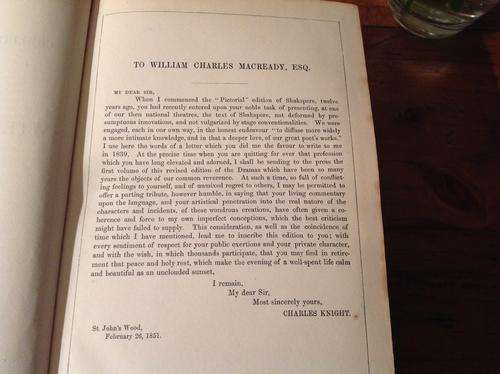 TO WILLIAM CHARLES MACREADY, ESQ.
MY DEAR SIR,
When I commenced the "Pictorial" edition of Shakspere, twelve
years ago, you had recently entered upon your noble task of presenting, at one
of our then national theatres, the text of Shakspere, not deformed by pre-
sumptuous innovations, and not vulgarized by stage conventionalities. We were
engaged, each in our own way, in the honest endeavour "to diffuse more widely
a more intimate knowledge, and in that a deeper love, of our great poet's works."
I use here the words of a letter which you did me the favour to write to me
in 1839. At the precise time when you are quitting for ever that profession
which you have long elevated and adorned, I shall be sending to the press the
first volume of this revised edition of the Dramas which have been so many
years the objects of our common reverence. At such a time, so full of conflict-
ing feelings to yourself, and of unmixed regret to others, I may be permitted to
offer a parting tribute, however humble, in saying that your living commentary
upon the language, and your artistical penetration into the real nature of the
characters and incidents, of these wondrous creations, have often given a co-
herence and force to my own imperfect conceptions, which the best criticism
might have failed to supply. This consideration, as well as the coincidence of
time which I have mentioned, lead me to inscribe this edition to you; with
every sentiment of respect for your public exertions and your private character,
and with the wish, in which thousands participate, that you may find in retire-
ment that peace and holy rest, which make the evening of a well-spent life calm
and beautiful as an unclouded sunset,
I remain,
My dear Sir,
Most sincerely yours,
CHARLES KNIGHT.
St. John's Wood,
February 26, 1851.